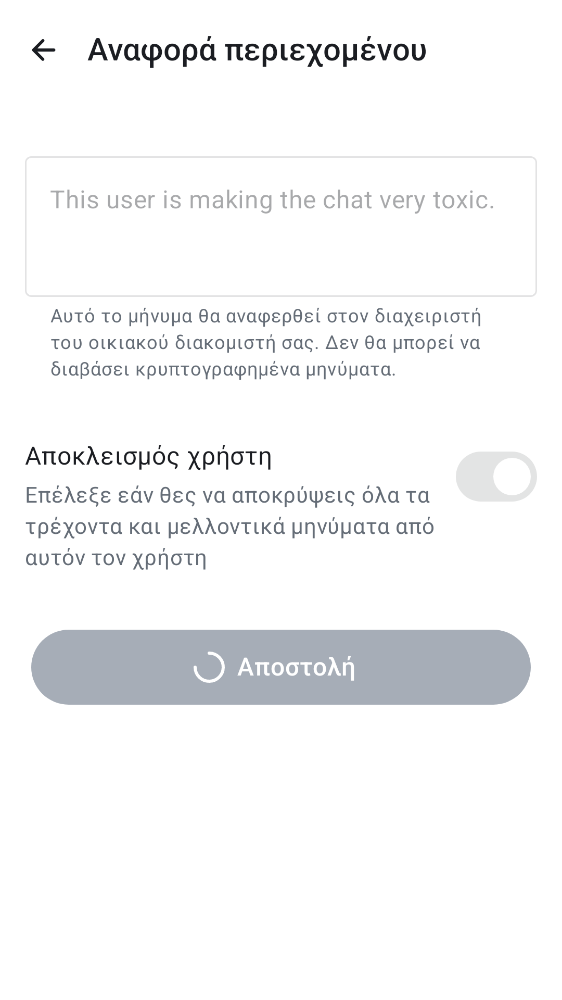 Αναφορά περιεχομένου
This user is making the chat very toxic.
Αυτό το μήνυμα θα αναφερθεί στον διαχειριστή
του οικιακού διακομιστή σας. Δεν θα μπορεί να
διαβάσει κρυπτογραφημένα μηνύματα.
Αποκλεισμός χρήστη
Επέλεξε εάν θες να αποκρύψεις όλα τα
τρέχοντα και μελλοντικά μηνύματα από
αυτόν τον χρήστη
Αποστολή